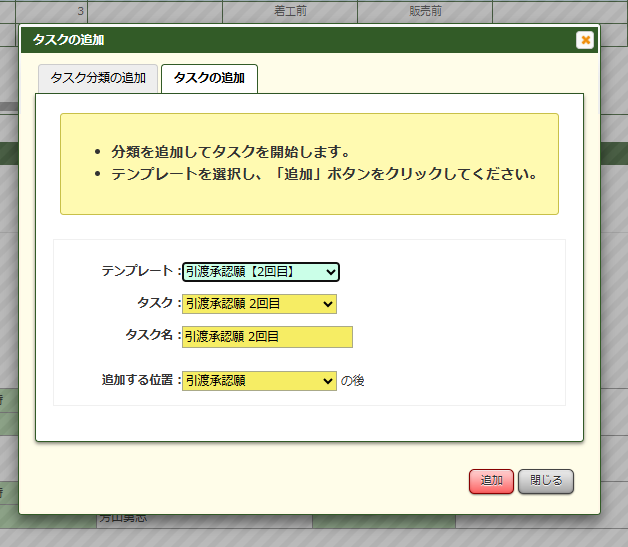 3 着工前 販売前
タスクの追加
タスク分類の追加 タスクの追加
• 分類を追加してタスクを開始します。
• テンプレートを選択し、「追加」ボタンをクリックしてください。
テンプレート：引渡承認願【2回目】
タスク：引渡承認願 2回目
タスク名：引渡承認願 2回目
追加する位置：引渡承認願 の後
追加 閉じる